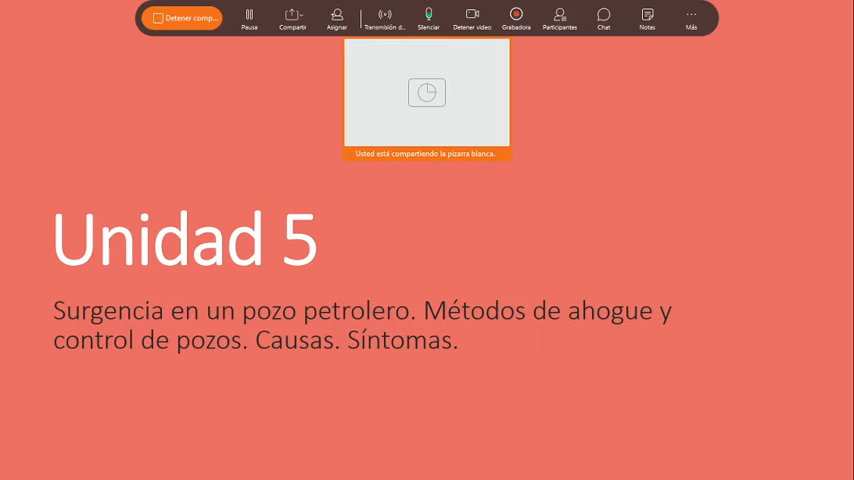 Detener comp...
Pausa
Compartir
Asignar
Transmisión d...
Silenciar
Detener vídeo
Grabadora
Participantes
Chat
Notas
Más
Usted está compartiendo la pizarra blanca.
Unidad 5
Surgencia en un pozo petrolero. Métodos de ahogue y
control de pozos. Causas. Síntomas.